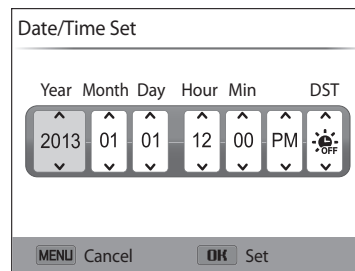 Date/Time Set
Year Month Day Hour Min DST
2013 01 01 12 00 PM OFF
MENU Cancel OK Set